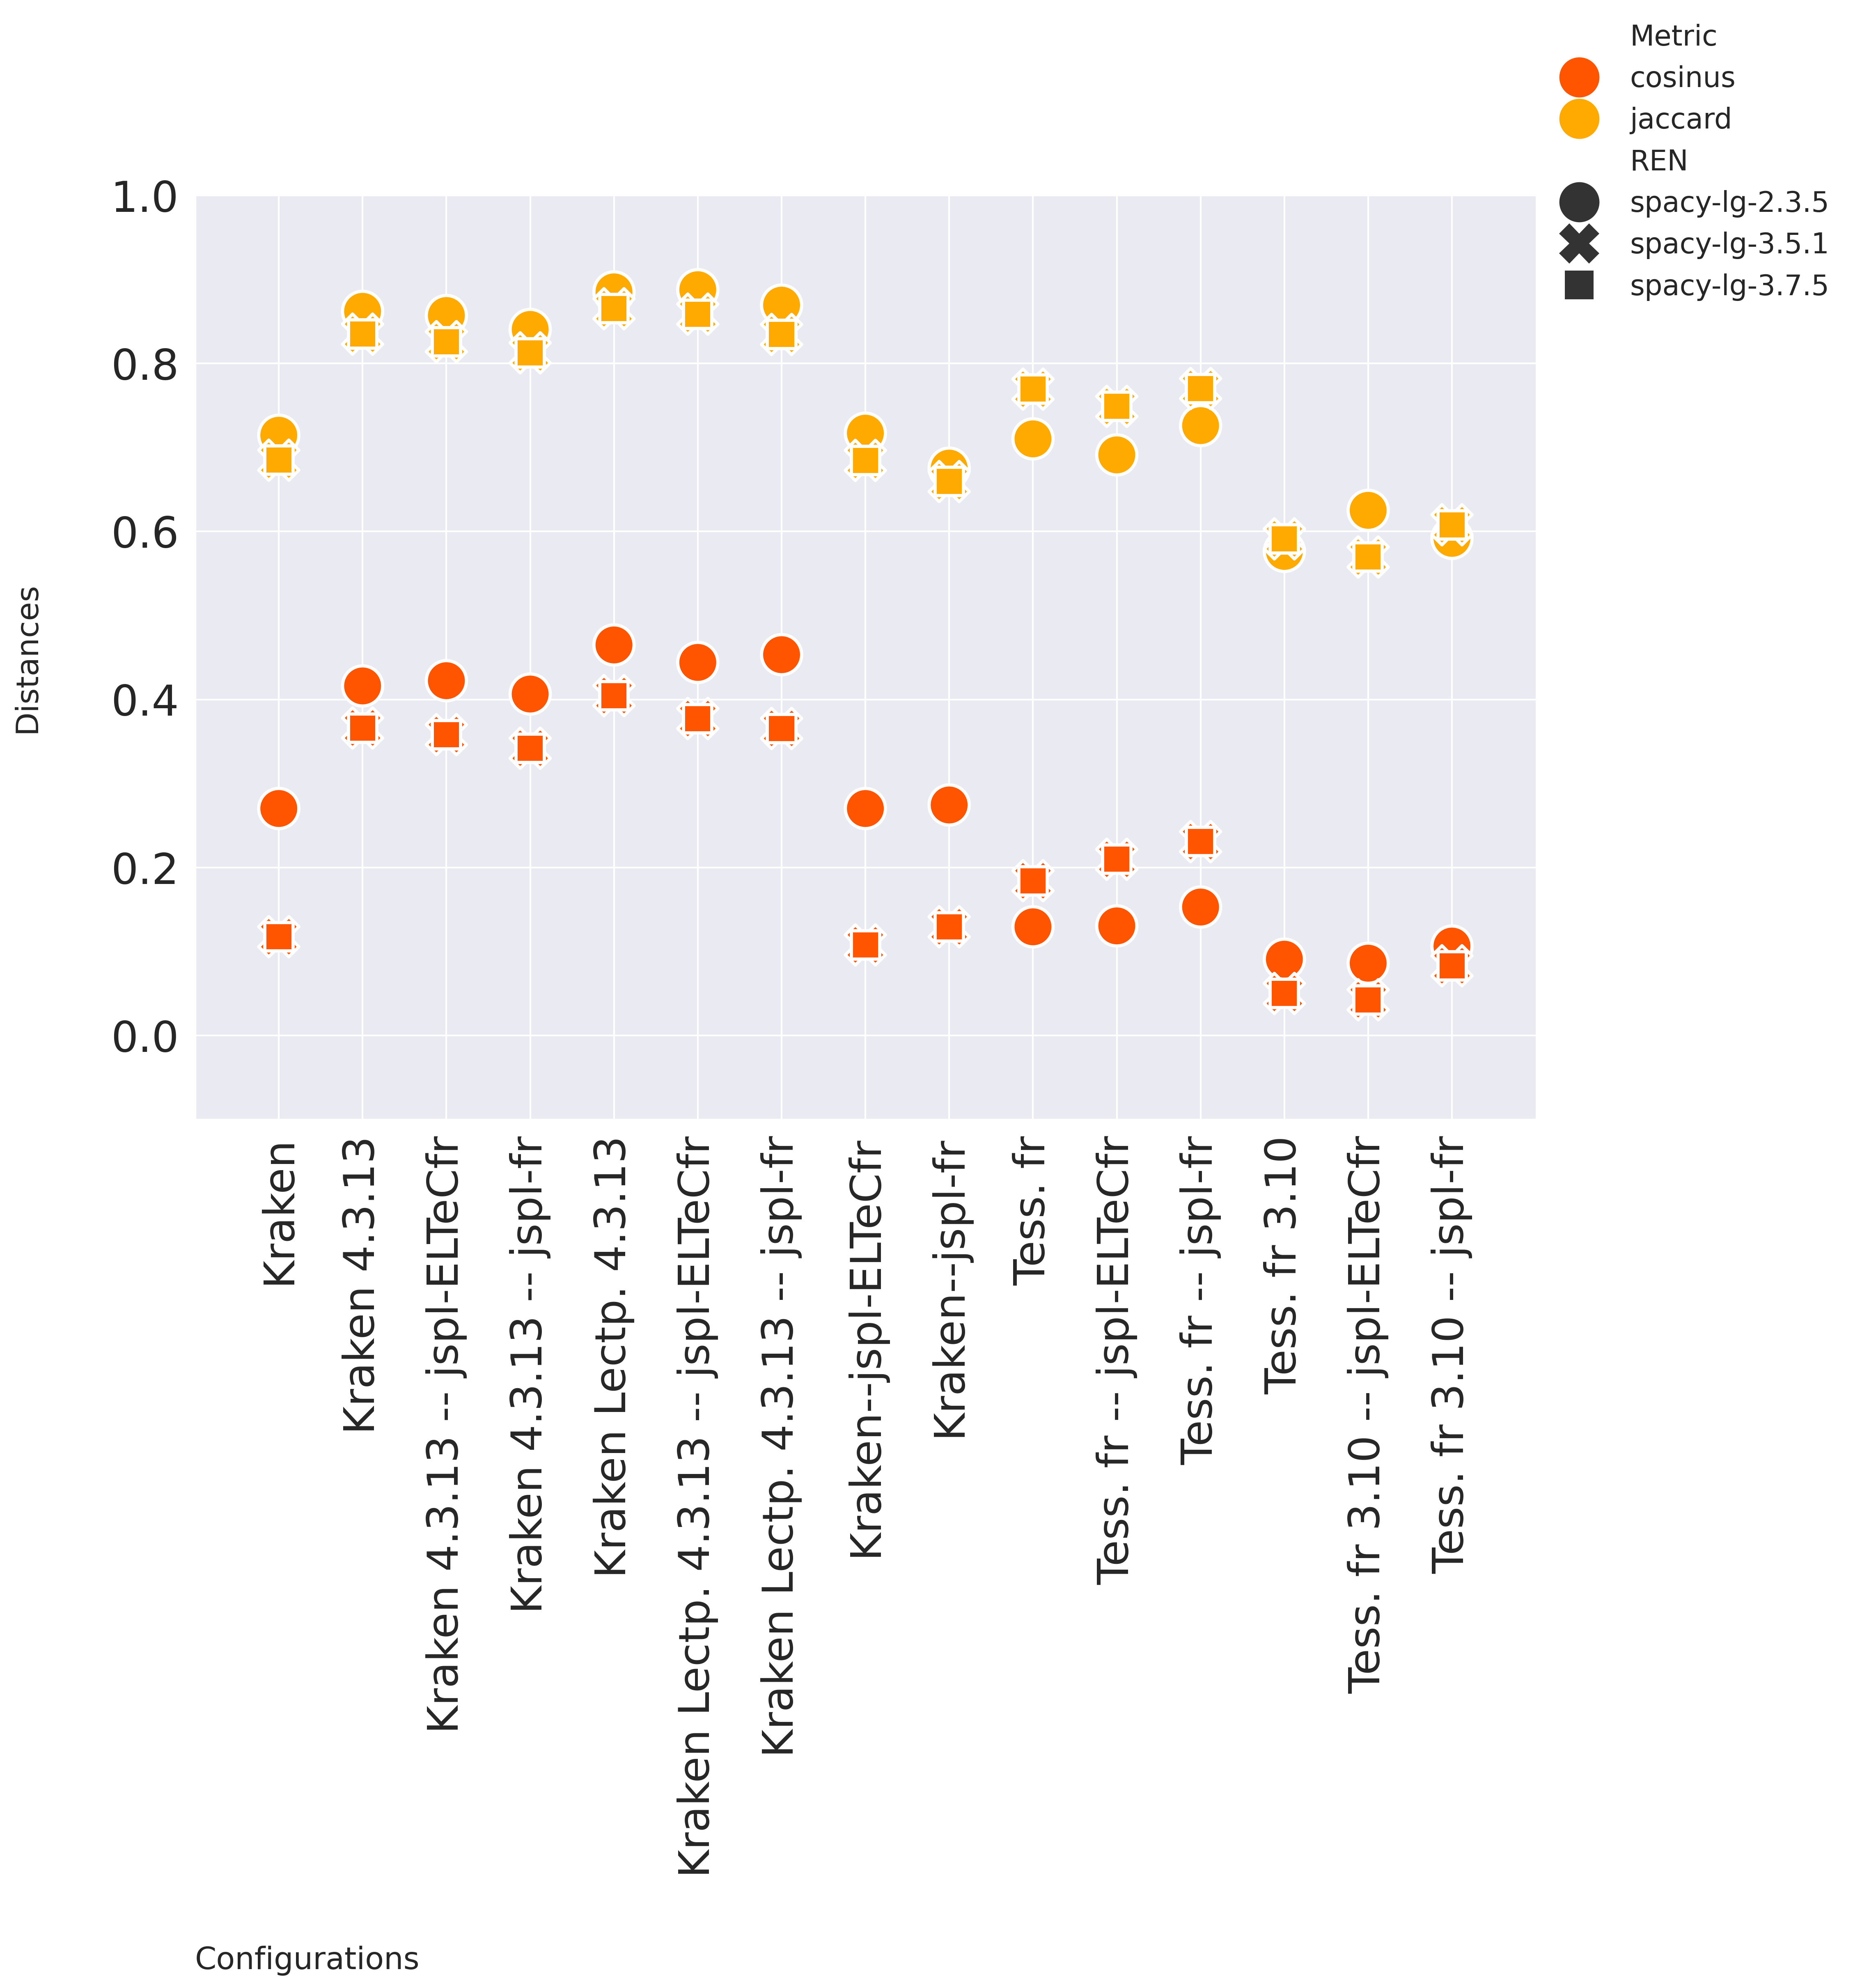 Metric
cosinus
jaccard
REN
spacy-lg-2.3.5
spacy-lg-3.5.1
spacy-lg-3.7.5
1.0
0.8
0.6
0.4
0.2
0.0
Distances
Kraken
Kraken 4.3.13
Kraken 4.3.13 -- jspl-ELTeCfr
Kraken 4.3.13 -- jspl-fr
Kraken Lectp. 4.3.13
Kraken Lectp. 4.3.13 -- jspl-ELTeCfr
Kraken Lectp. 4.3.13 -- jspl-fr
Kraken--jspl-ELTeCfr
Kraken--jspl-fr
Tess. fr
Tess. fr -- jspl-ELTeCfr
Tess. fr -- jspl-fr
Tess. fr 3.10
Tess. fr 3.10 -- jspl-ELTeCfr
Tess. fr 3.10 -- jspl-fr
Configurations